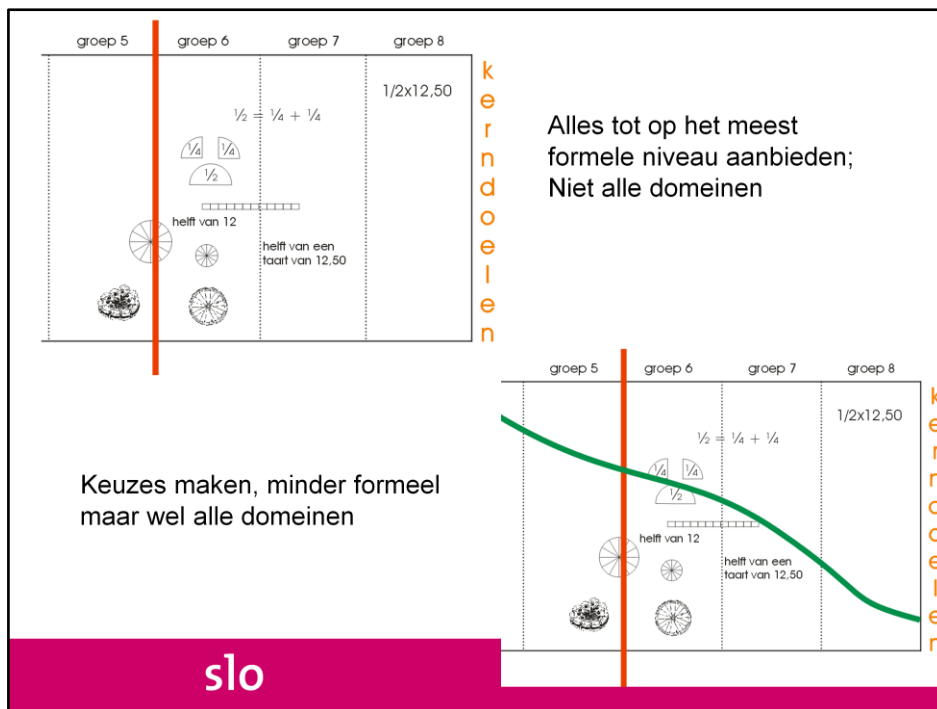 groep 5 groep 6 groep 7 groep 8
1/2x12,50
½ = ¼ + ¼
¼ ¼
½
helft van 12
helft van een
taart van 12,50
kerndoelen
Alles tot op het meest
formele niveau aanbieden;
Niet alle domeinen
Keuzes maken, minder formeel
maar wel alle domeinen
groep 5 groep 6 groep 7 groep 8
1/2x12,50
½ = ¼ + ¼
¼ ¼
½
helft van 12
helft van een
taart van 12,50
kerndoelen
slo